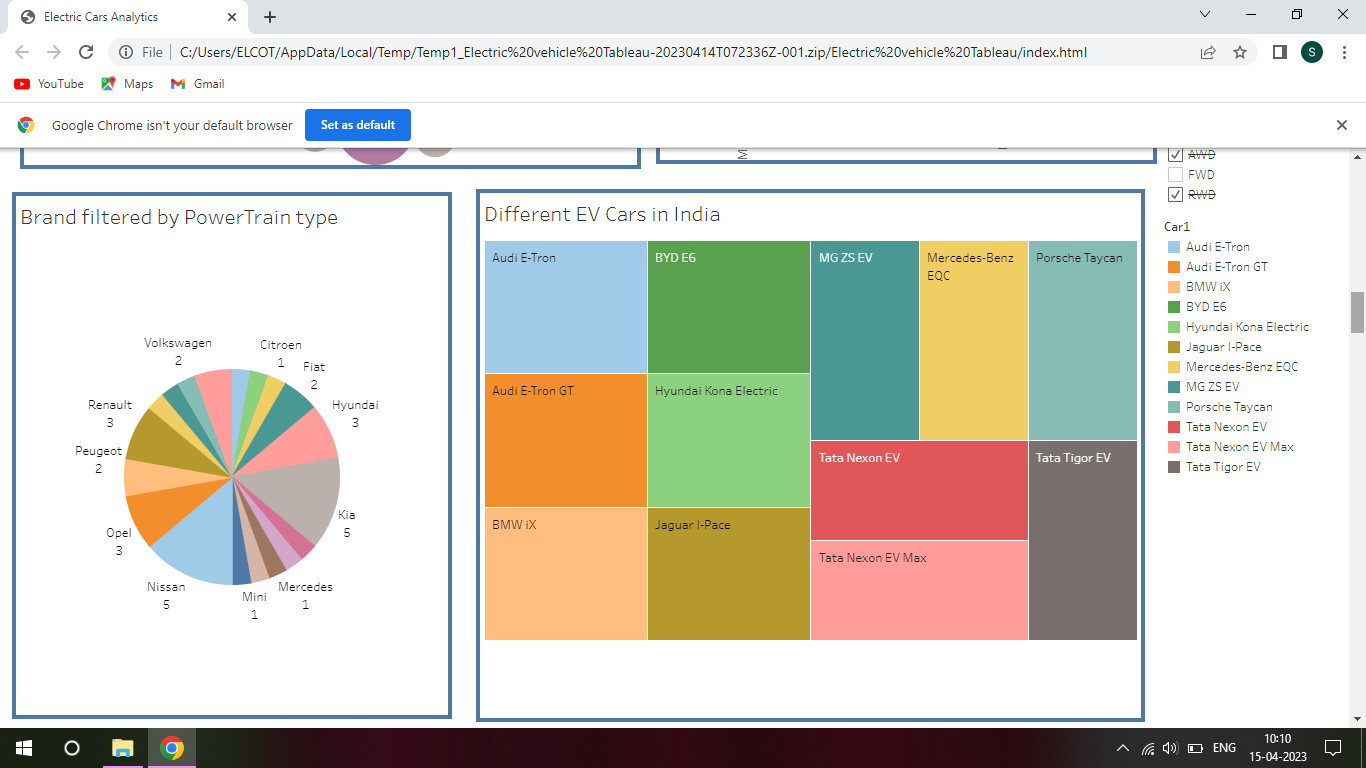 Electric Cars Analytics
File
C:/Users/ELCOT/AppData/Local/Temp/Temp1_Electric%20vehicle%20Tableau-20230414T072336Z-001.zip/Electric%20vehicle%20Tableau/index.html
S
YouTube
Maps
Gmail
Google Chrome isn't your default browser
Set as default
AWD
FWD
RWD
Brand filtered by PowerTrain type
Volkswagen
2
Citroen
1
Fiat
2
Renault
3
Hyundai
3
Peugeot
2
Kia
5
Opel
3
Nissan
5
Mini
1
Mercedes
1
Different EV Cars in India
Audi E-Tron
BYD E6
MG ZS EV
Mercedes-Benz
EQC
Porsche Taycan
Audi E-Tron GT
Hyundai Kona Electric
Tata Nexon EV
Tata Tigor EV
BMW iX
Jaguar I-Pace
Tata Nexon EV Max
Car1
Audi E-Tron
Audi E-Tron GT
BMW iX
BYD E6
Hyundai Kona Electric
Jaguar I-Pace
Mercedes-Benz EQC
MG ZS EV
Porsche Taycan
Tata Nexon EV
Tata Nexon EV Max
Tata Tigor EV
ENG
10:10
15-04-2023